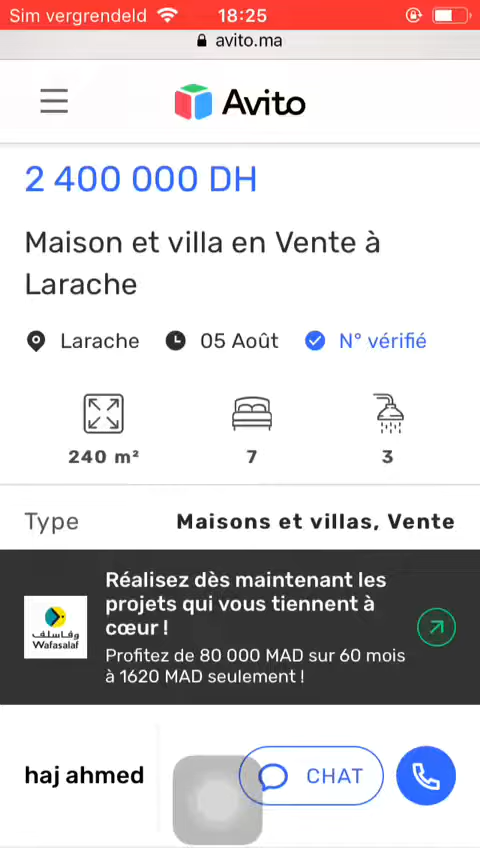 Sim vergrendeld 18:25
avito.ma
Avito
2 400 000 DH
Maison et villa en Vente à
Larache
Larache 05 Août N° vérifié
240 m² 7 3
Type Maisons et villas, Vente
Réalisez dès maintenant les
projets qui vous tiennent à
cœur !
Profitez de 80 000 MAD sur 60 mois
à 1620 MAD seulement !
وفاسلف
Wafasalaf
haj ahmed CHAT